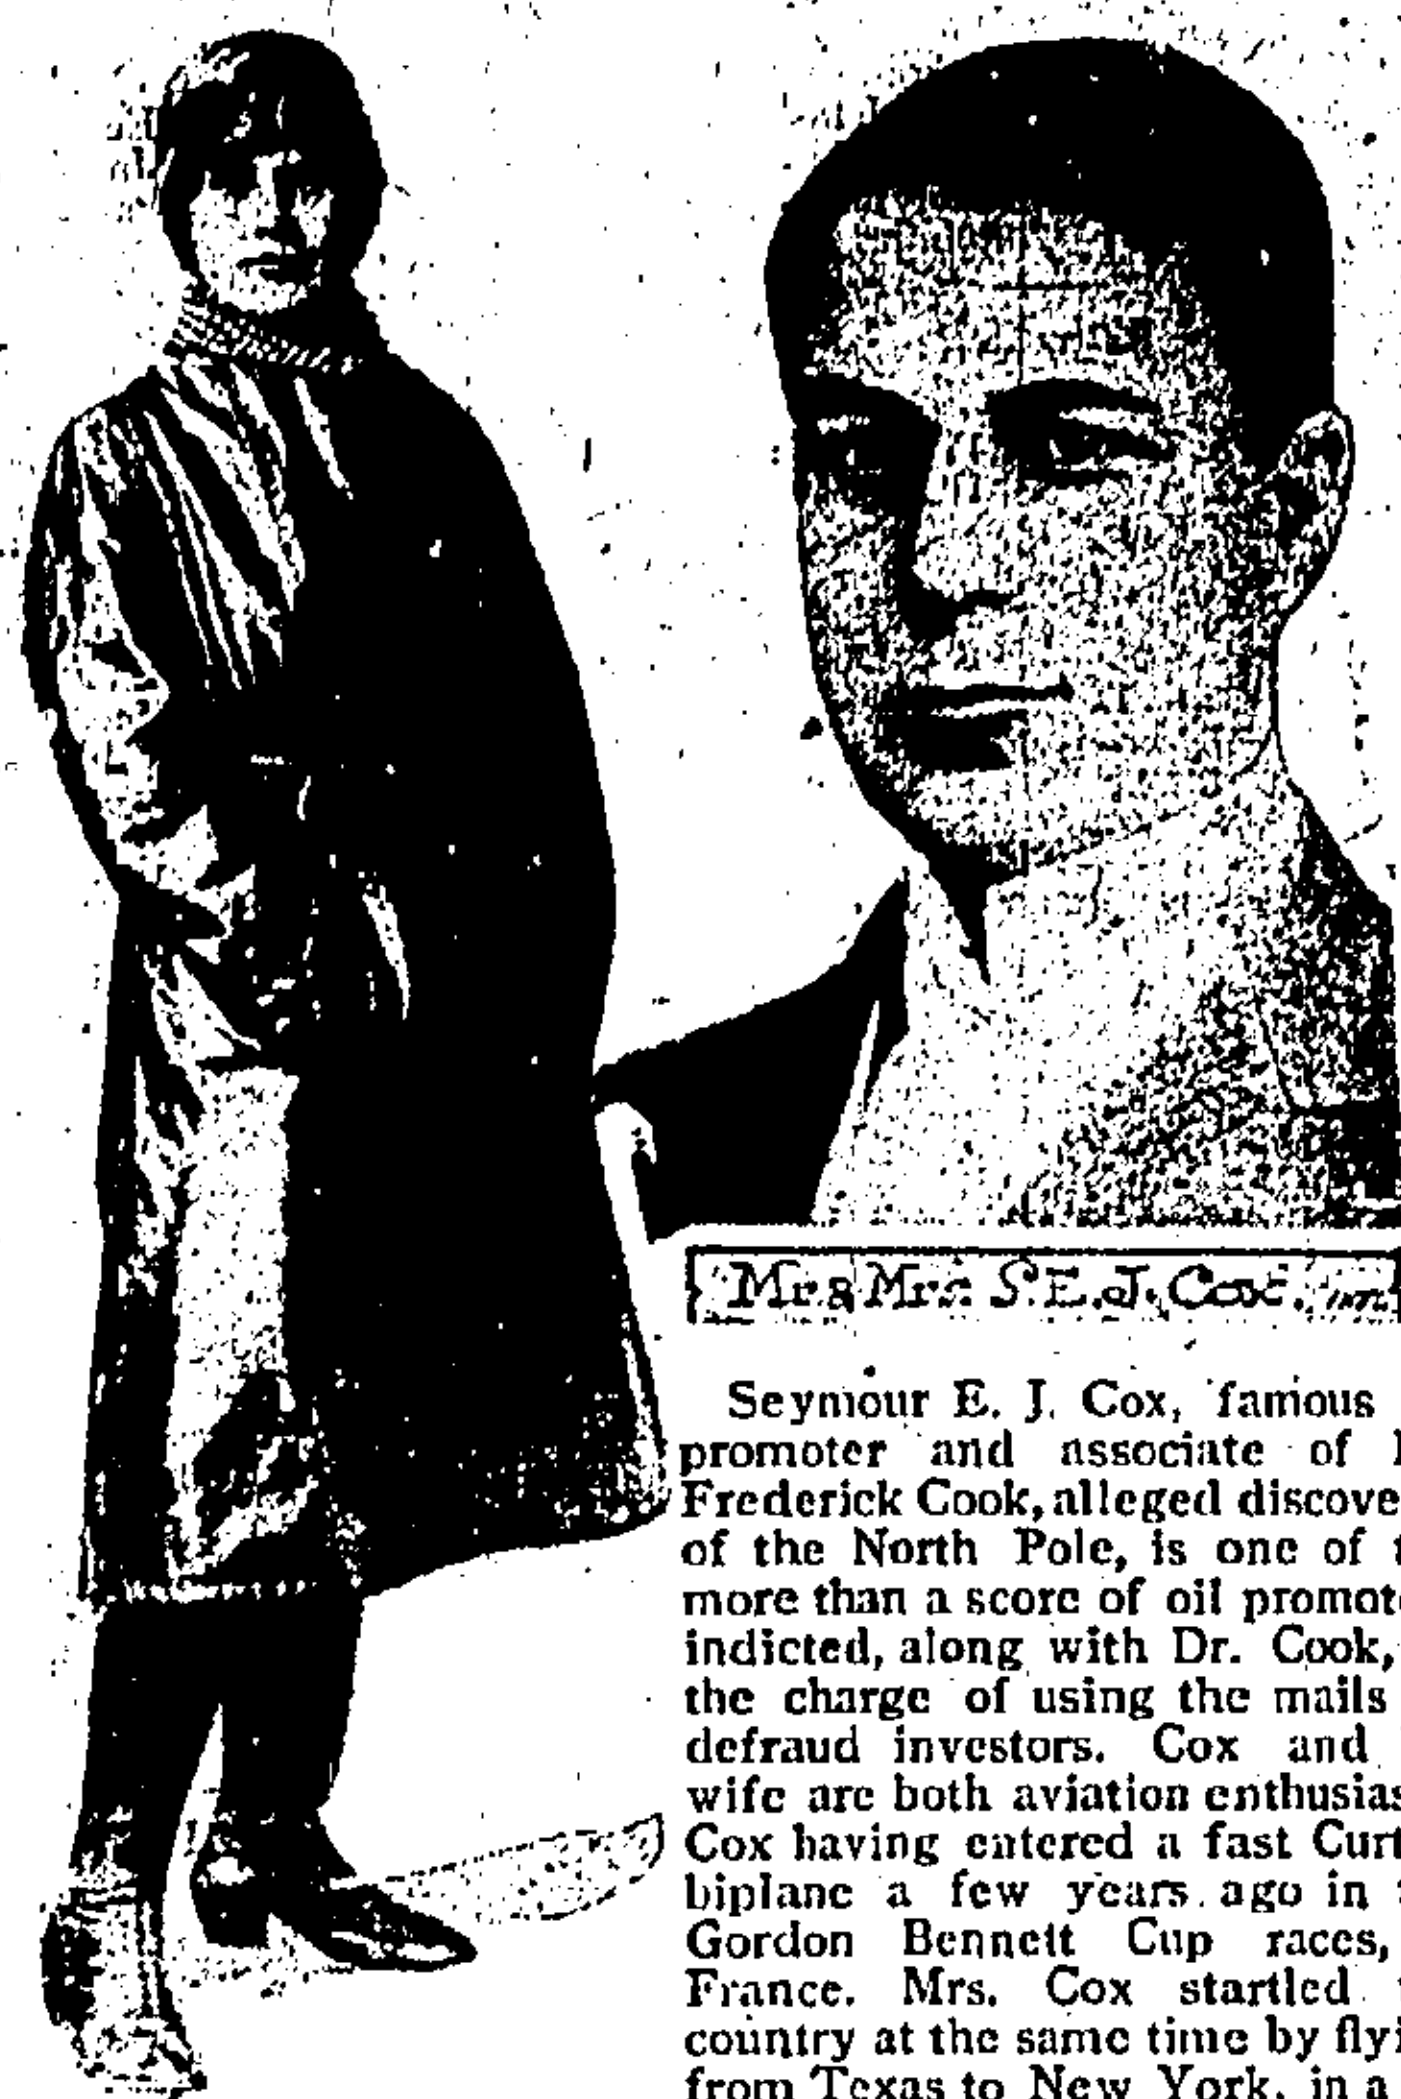 Mr. & Mrs. S. E. J. Cox.
Seymour E. J. Cox, famous
promoter and associate of
Frederick Cook, alleged discove
of the North Pole, is one of
more than a score of oil promot
indicted, along with Dr. Cook,
the charge of using the mails
defraud investors. Cox and
wife are both aviation enthusias
Cox having entered a fast Curt
biplane a few years ago in
Gordon Bennett Cup races,
France. Mrs. Cox startled
country at the same time by flyi
from Texas to New York, in a